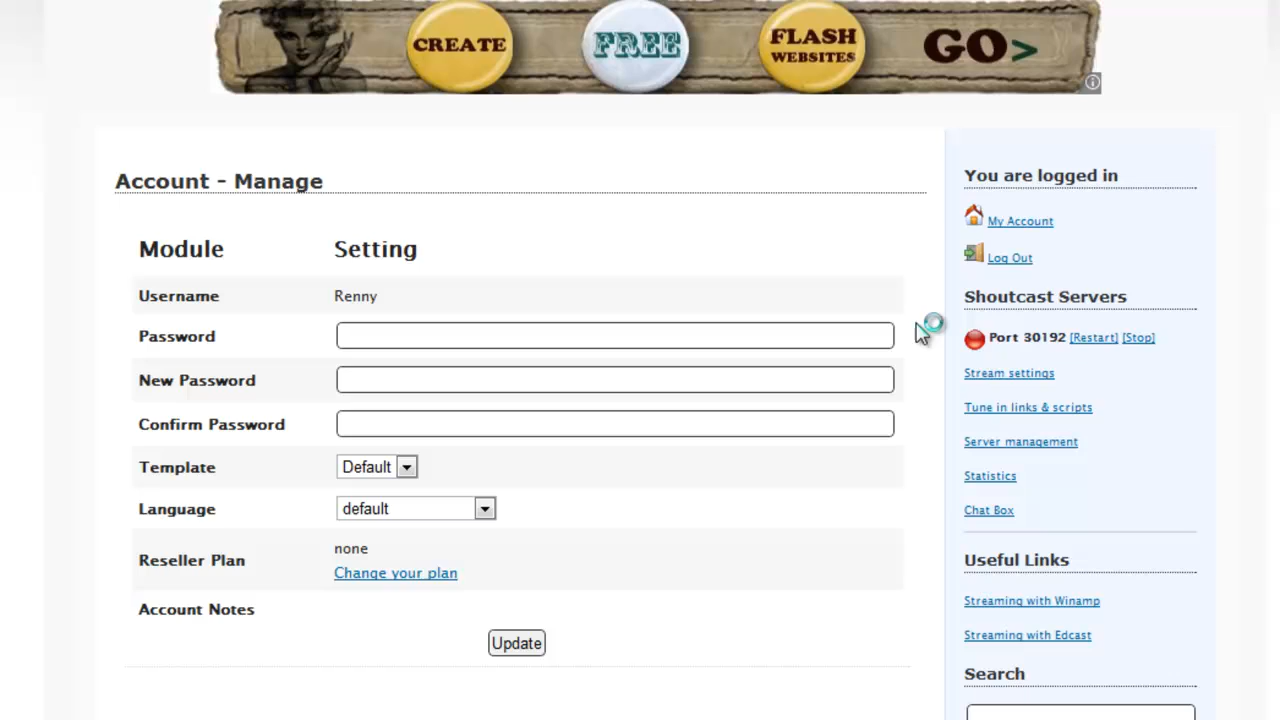 CREATE
FREE
FLASH
WEBSITES
GO>
Account - Manage
Module Setting
Username Renny
Password
New Password
Confirm Password
Template Default
Language default
Reseller Plan none
Change your plan
Account Notes
Update
You are logged in
My Account
Log Out
Shoutcast Servers
Port 30192 [Restart] [Stop]
Stream settings
Tune in links & scripts
Server management
Statistics
Chat Box
Useful Links
Streaming with Winamp
Streaming with Edcast
Search